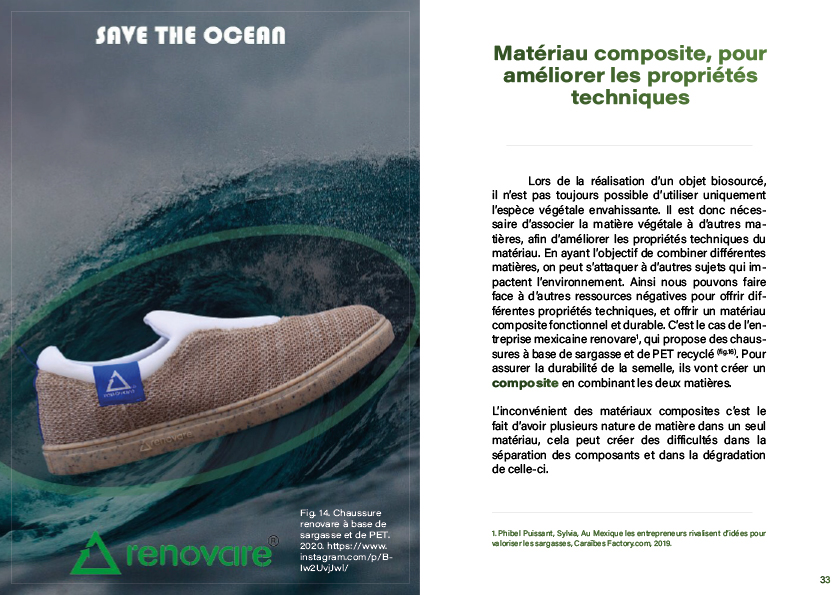 SAVE THE OCEAN
renovare
Fig. 14. Chaussure
renovare à base de
sargasse et de PET.
2020. https://www.
instagram.com/p/B-
Iw2UvjJwl/
renovare®
Matériau composite, pour
améliorer les propriétés
techniques
Lors de la réalisation d’un objet biosourcé,
il n’est pas toujours possible d’utiliser uniquement
l’espèce végétale envahissante. Il est donc néces-
saire d’associer la matière végétale à d’autres ma-
tières, afin d’améliorer les propriétés techniques du
matériau. En ayant l’objectif de combiner différentes
matières, on peut s’attaquer à d’autres sujets qui im-
pactent l’environnement. Ainsi nous pouvons faire
face à d’autres ressources négatives pour offrir dif-
férentes propriétés techniques, et offrir un matériau
composite fonctionnel et durable. C’est le cas de l’en-
treprise mexicaine renovare¹, qui propose des chaus-
sures à base de sargasse et de PET recyclé (fig.16). Pour
assurer la durabilité de la semelle, ils vont créer un
composite en combinant les deux matières.
L’inconvénient des matériaux composites c’est le
fait d’avoir plusieurs nature de matière dans un seul
matériau, cela peut créer des difficultés dans la
séparation des composants et dans la dégradation
de celle-ci.
1. Phibel Puissant, Sylvia, Au Mexique les entrepreneurs rivalisent d’idées pour
valoriser les sargasses, Caraïbes Factory.com, 2019.
33